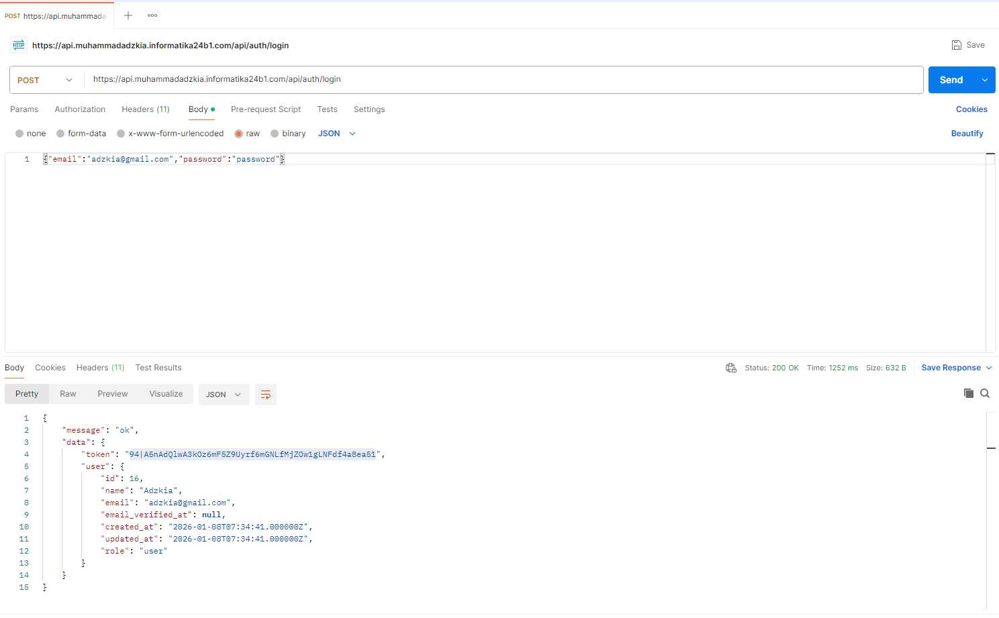 POST https://api.muhammada
HTTP https://api.muhammadadzkia.informatika24b1.com/api/auth/login Save
POST https://api.muhammadadzkia.informatika24b1.com/api/auth/login Send
Params Authorization Headers (11) Body Pre-request Script Tests Settings Cookies
none form-data x-www-form-urlencoded raw binary JSON Beautify
1 {"email":"adzkia@gmail.com","password":"password"}
Body Cookies Headers (11) Test Results Status: 200 OK Time: 1252 ms Size: 632 B Save Response
Pretty Raw Preview Visualize JSON
1 {
2 "message": "ok",
3 "data": {
4 "token": "94|A5nAdQlwA3kOz6mF5Z9Uyrf6mGNLfMjZOw1gLNFdf4a8ea51",
5 "user": {
6 "id": 16,
7 "name": "Adzkia",
8 "email": "adzkia@gmail.com",
9 "email_verified_at": null,
10 "created_at": "2026-01-08T07:34:41.000000Z",
11 "updated_at": "2026-01-08T07:34:41.000000Z",
12 "role": "user"
13 }
14 }
15 }